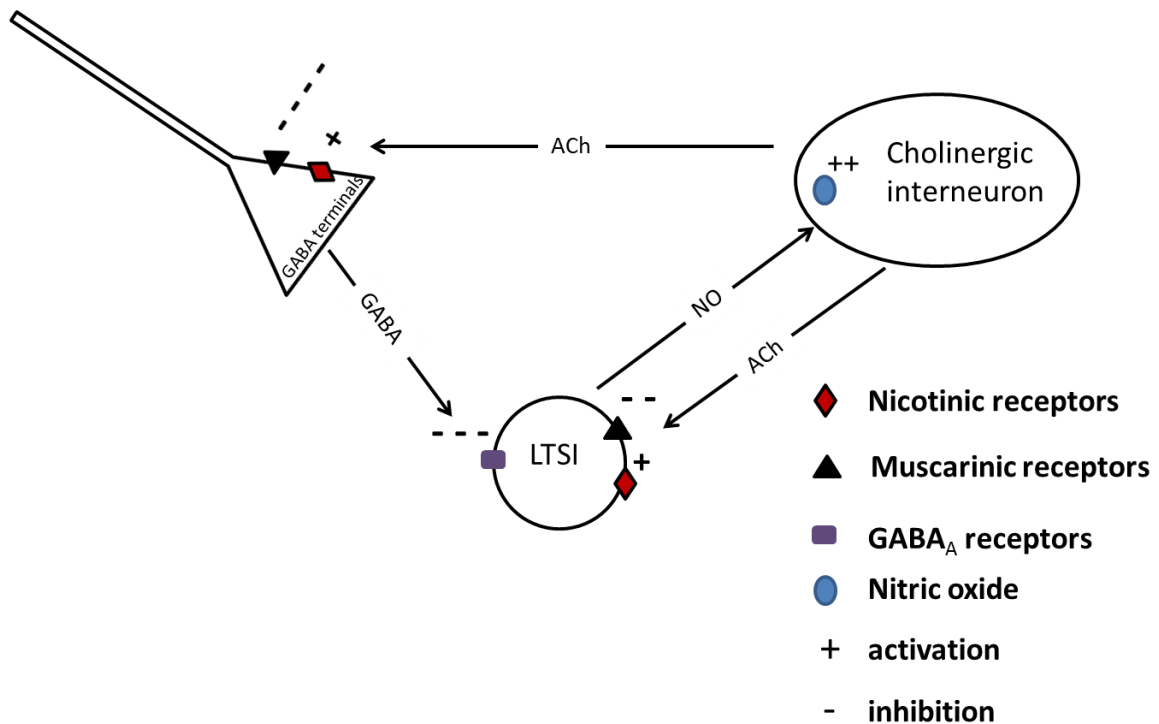 +
ACh
++
Cholinergic
interneuron
GABA terminals
GABA
NO
ACh
- -
- - -
LTSI
+
Nicotinic receptors
Muscarinic receptors
GABAA receptors
Nitric oxide
+ activation
- inhibition